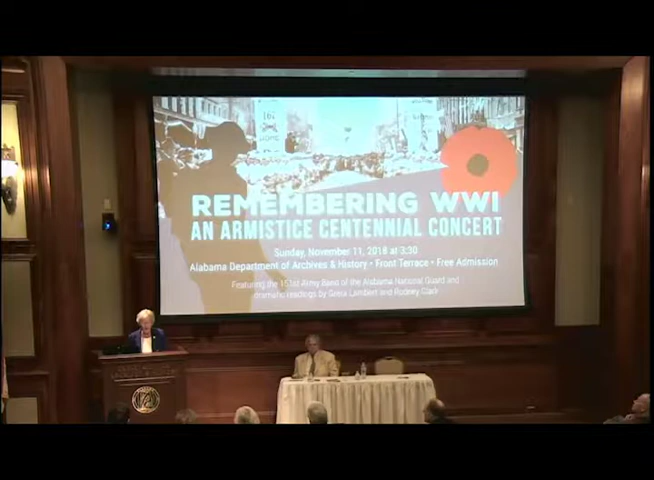 REMEMBERING WWI
AN ARMISTICE CENTENNIAL CONCERT
Sunday, November 11, 2018 at 3:30
Alabama Department of Archives & History • Front Terrace • Free Admission
Featuring the 151st Army Band of the Alabama National Guard and
dramatic readings by Greta Lambert and Rodney Clark